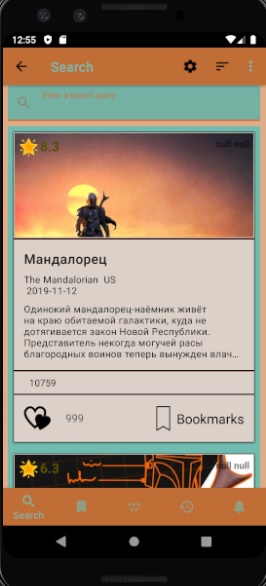 12:55
Search
Enter a search query
8.3
null null
Мандалорец
The Mandalorian US
2019-11-12
Одинокий мандалорец-наёмник живёт
на краю обитаемой галактики, куда не
дотягивается закон Новой Республики.
Представитель некогда могучей расы
благородных воинов теперь вынужден влач…
10759
999
Bookmarks
6.3
null null
Search